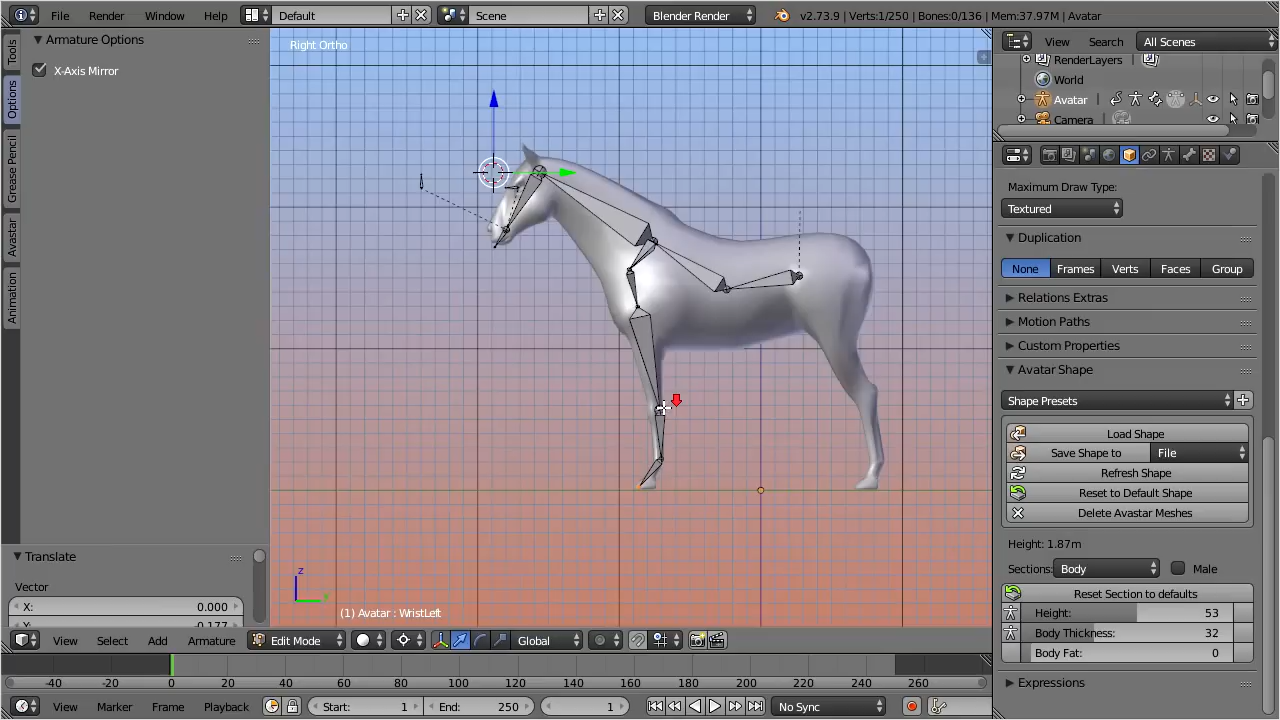 File Render Window Help Default Scene Blender Render v2.73.9 | Verts:1/250 | Bones:0/136 | Mem:37.97M | Avatar
Armature Options
X-Axis Mirror
Tools
Options
Grease Pencil
Avastar
Animation
Translate
Vector
X: 0.000
Y: -0.177
Right Ortho
z
Y
(1) Avatar : WristLeft
View Select Add Armature Edit Mode Global
-40 -20 0 20 40 60 80 100 120 140 160 180 200 220 240 260
View Marker Frame Playback Start: 1 End: 250 1 No Sync
View Search All Scenes
RenderLayers
World
Avatar
Camera
Maximum Draw Type:
Textured
Duplication
None Frames Verts Faces Group
Relations Extras
Motion Paths
Custom Properties
Avatar Shape
Shape Presets
Load Shape
Save Shape to File
Refresh Shape
Reset to Default Shape
Delete Avastar Meshes
Height: 1.87m
Sections: Body Male
Reset Section to defaults
Height: 53
Body Thickness: 32
Body Fat: 0
Expressions